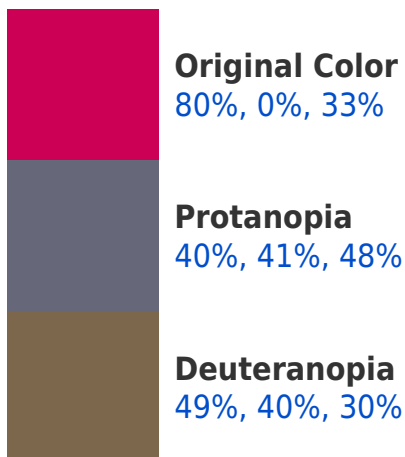 Original Color
80%, 0%, 33%
Protanopia
40%, 41%, 48%
Deuteranopia
49%, 40%, 30%